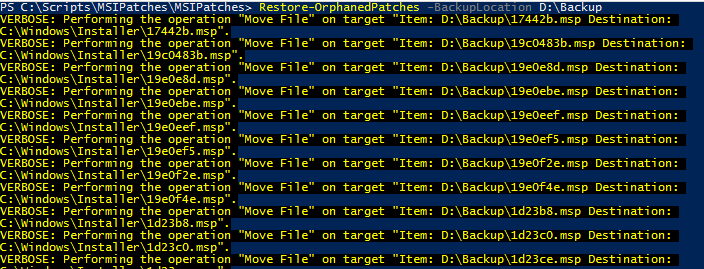 PS C:\Scripts\MSIPatches\MSIPatches> Restore-OrphanedPatches -BackupLocation D:\Backup
VERBOSE: Performing the operation "Move File" on target "Item: D:\Backup\17442b.msp Destination:
C:\Windows\Installer\17442b.msp".
VERBOSE: Performing the operation "Move File" on target "Item: D:\Backup\19c0483b.msp Destination:
C:\Windows\Installer\19c0483b.msp".
VERBOSE: Performing the operation "Move File" on target "Item: D:\Backup\19e0e8d.msp Destination:
C:\Windows\Installer\19e0e8d.msp".
VERBOSE: Performing the operation "Move File" on target "Item: D:\Backup\19e0ebe.msp Destination:
C:\Windows\Installer\19e0ebe.msp".
VERBOSE: Performing the operation "Move File" on target "Item: D:\Backup\19e0eef.msp Destination:
C:\Windows\Installer\19e0eef.msp".
VERBOSE: Performing the operation "Move File" on target "Item: D:\Backup\19e0ef5.msp Destination:
C:\Windows\Installer\19e0ef5.msp".
VERBOSE: Performing the operation "Move File" on target "Item: D:\Backup\19e0f2e.msp Destination:
C:\Windows\Installer\19e0f2e.msp".
VERBOSE: Performing the operation "Move File" on target "Item: D:\Backup\19e0f4e.msp Destination:
C:\Windows\Installer\19e0f4e.msp".
VERBOSE: Performing the operation "Move File" on target "Item: D:\Backup\1d23b8.msp Destination:
C:\Windows\Installer\1d23b8.msp".
VERBOSE: Performing the operation "Move File" on target "Item: D:\Backup\1d23c0.msp Destination:
C:\Windows\Installer\1d23c0.msp".
VERBOSE: Performing the operation "Move File" on target "Item: D:\Backup\1d23ce.msp Destination:
C:\Windows\Installer\1d23ce.msp".